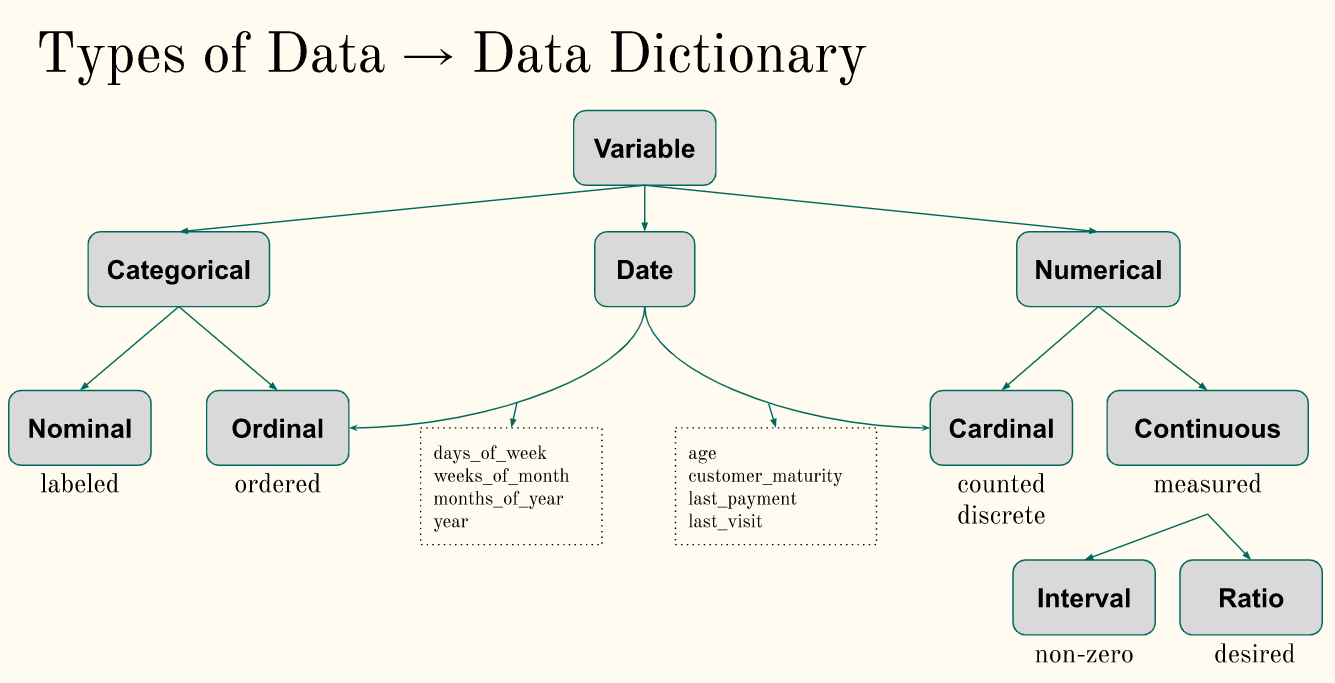 Types of Data → Data Dictionary
Variable
Categorical
Date
Numerical
Nominal
Ordinal
Cardinal
Continuous
labeled
ordered
days_of_week
weeks_of_month
months_of_year
year
age
customer_maturity
last_payment
last_visit
counted
discrete
measured
Interval
Ratio
non-zero
desired